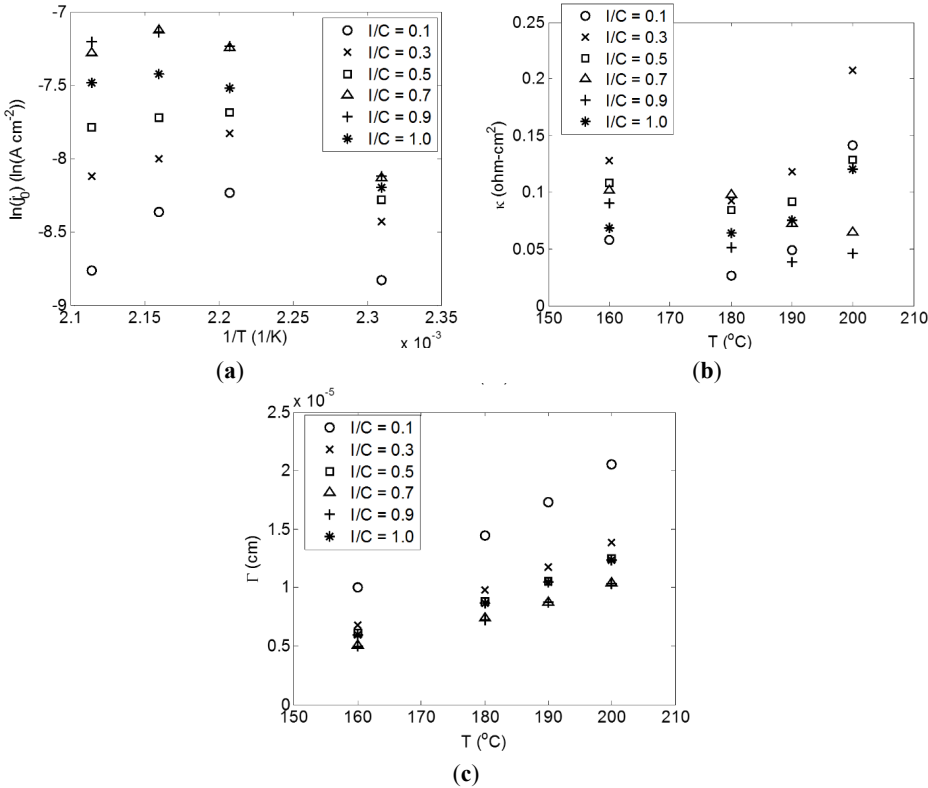 -7
-7.5
-8
-8.5
-9
ln(j0) (ln(A cm-2))
I/C = 0.1
I/C = 0.3
I/C = 0.5
I/C = 0.7
I/C = 0.9
I/C = 1.0
2.1 2.15 2.2 2.25 2.3 2.35
1/T (1/K)
x 10-3
(a)
0.25
0.2
0.15
0.1
0.05
0
κ (ohm-cm2)
I/C = 0.1
I/C = 0.3
I/C = 0.5
I/C = 0.7
I/C = 0.9
I/C = 1.0
150 160 170 180 190 200 210
T (oC)
(b)
x 10-5
2.5
2
1.5
1
0.5
0
Γ (cm)
I/C = 0.1
I/C = 0.3
I/C = 0.5
I/C = 0.7
I/C = 0.9
I/C = 1.0
150 160 170 180 190 200 210
T (oC)
(c)